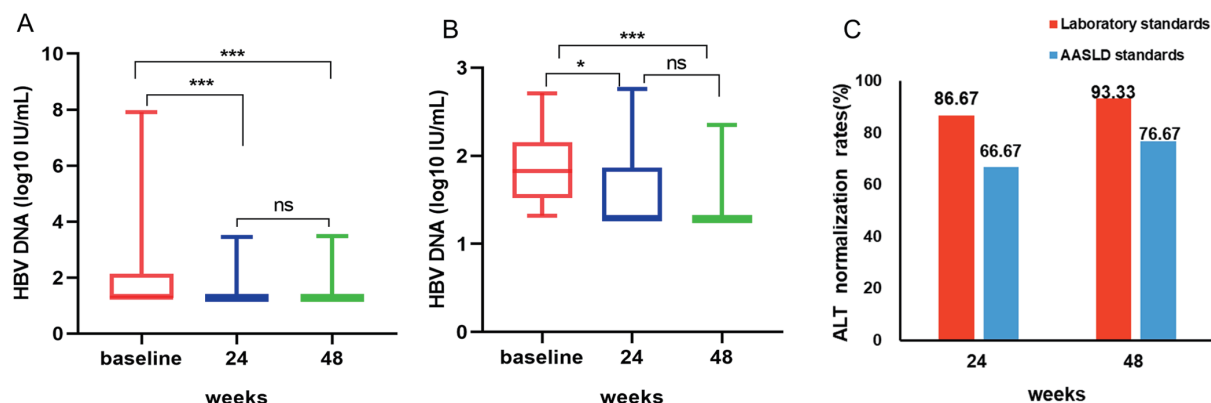 A
HBV DNA (log10 IU/mL)
10
8
6
4
2
0
***
***
ns
baseline
24
48
weeks
B
HBV DNA (log10 IU/mL)
3
2
1
0
***
*
ns
baseline
24
48
weeks
C
Laboratory standards
AASLD standards
ALT normalization rates(%)
100
80
60
40
20
0
86.67
66.67
93.33
76.67
24
48
weeks